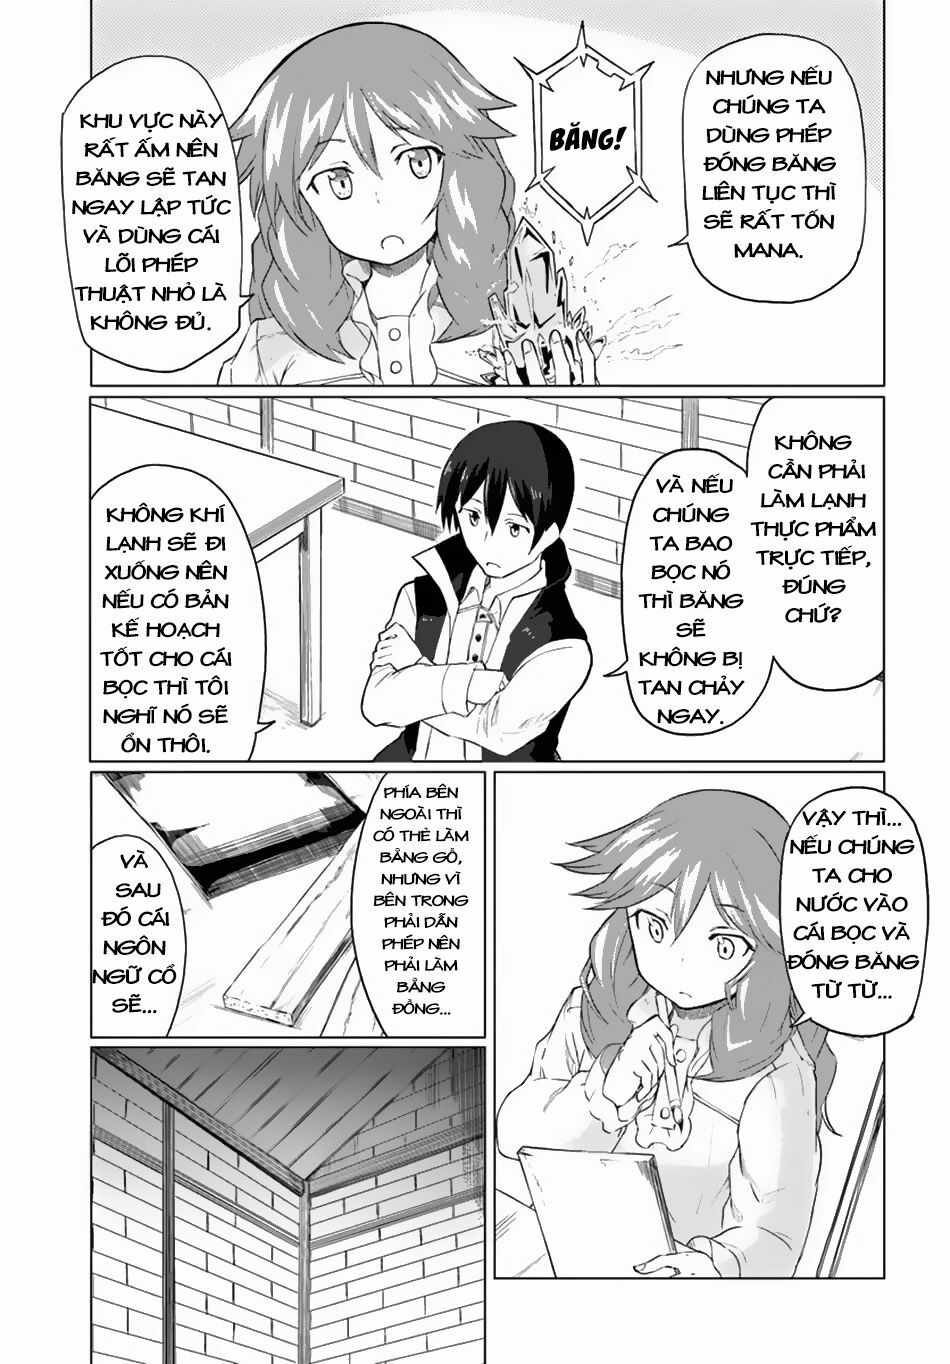 NHƯNG NẾU
CHÚNG TA
DÙNG PHÉP
ĐÓNG BĂNG
LIÊN TỤC THÌ
SẼ RẤT TỐN
MANA.
BĂNG!
KHU VỰC NÀY
RẤT ẤM NÊN
BĂNG SẼ TAN
NGAY LẬP TỨC
VÀ DÙNG CÁI
LÕI PHÉP
THUẬT NHỎ LÀ
KHÔNG ĐỦ.
KHÔNG
CẦN PHẢI
LÀM LẠNH
THỰC PHẨM
TRỰC TIẾP,
ĐÚNG
CHỨ?
VÀ NẾU
CHÚNG
TA BAO
BỌC NÓ
THÌ BĂNG
SẼ
KHÔNG BỊ
TAN CHẢY
NGAY.
KHÔNG KHÍ
LẠNH SẼ ĐI
XUỐNG NÊN
NẾU CÓ BẢN
KẾ HOẠCH
TỐT CHO CÁI
BỌC THÌ TÔI
NGHĨ NÓ SẼ
ỔN THÔI.
VẬY THÌ...
NẾU CHÚNG
TA CHO
NƯỚC VÀO
CÁI BỌC VÀ
ĐÓNG BĂNG
TỪ TỪ...
PHÍA BÊN
NGOÀI THÌ
CÓ THẺ LÀM
BẰNG GỖ,
NHƯNG VÌ
BÊN TRONG
PHẢI DẪN
PHÉP NÊN
PHẢI LÀM
BẰNG
ĐỒNG...
VÀ
SAU
ĐÓ CÁI
NGÔN
NGỮ CỔ
SẼ...